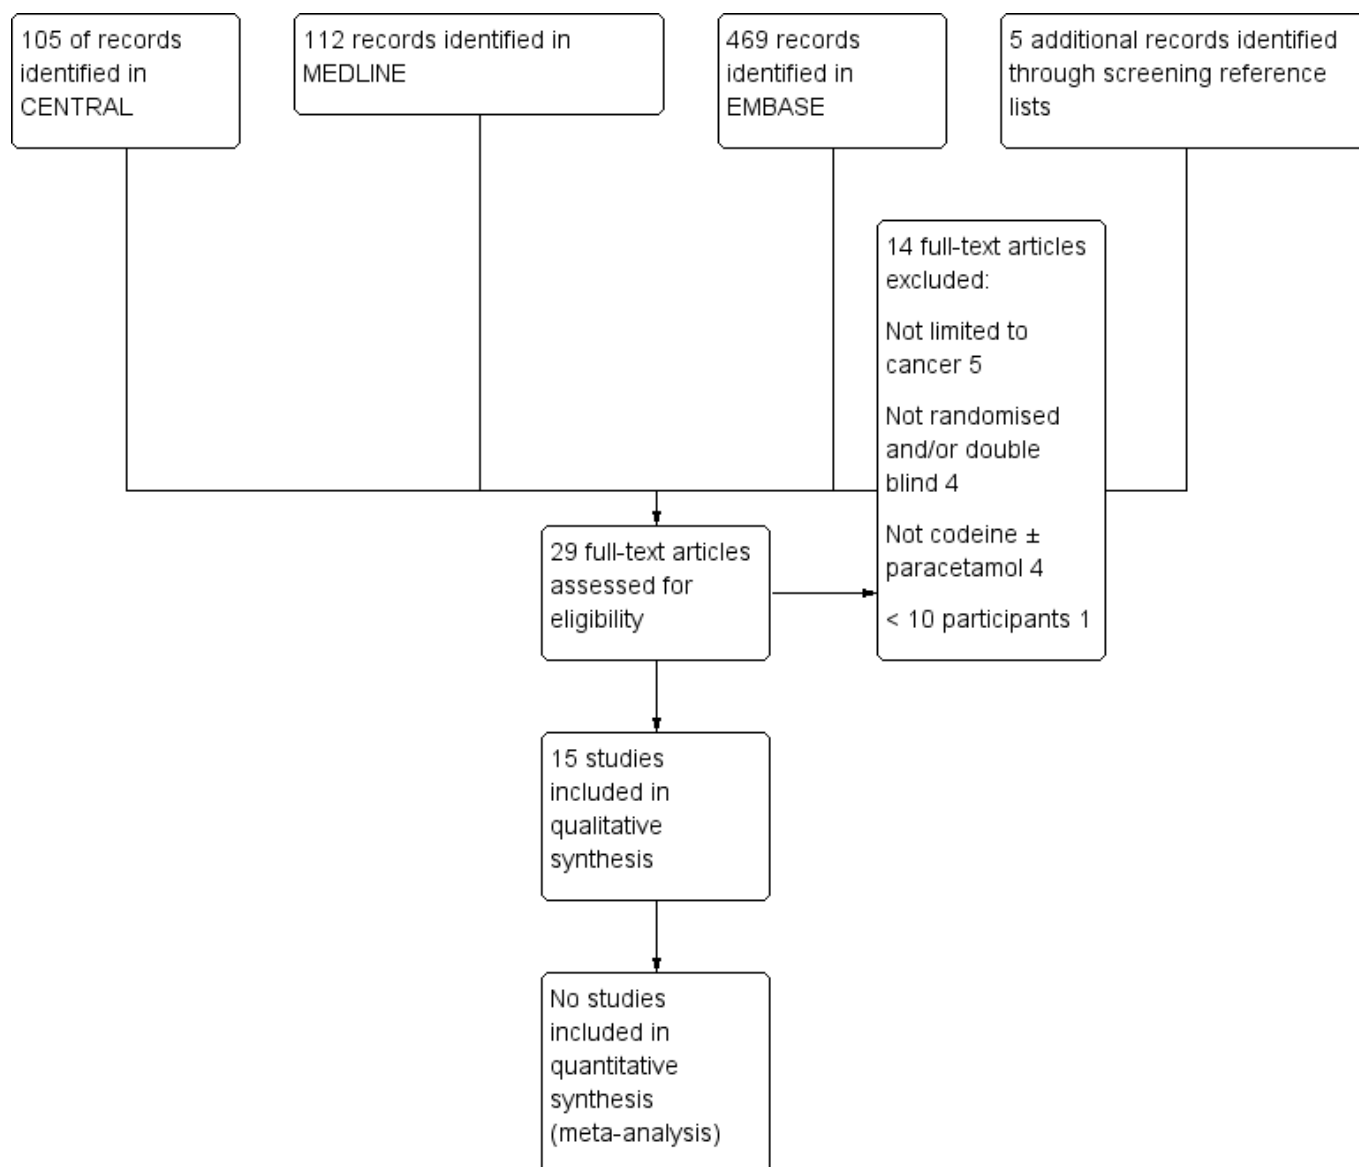 105 of records
identified in
CENTRAL
112 records identified in
MEDLINE
469 records
identified in
EMBASE
5 additional records identified
through screening reference
lists
14 full-text articles
excluded:
Not limited to
cancer 5
Not randomised
and/or double
blind 4
Not codeine ±
paracetamol 4
< 10 participants 1
29 full-text articles
assessed for
eligibility
15 studies
included in
qualitative
synthesis
No studies
included in
quantitative
synthesis
(meta-analysis)